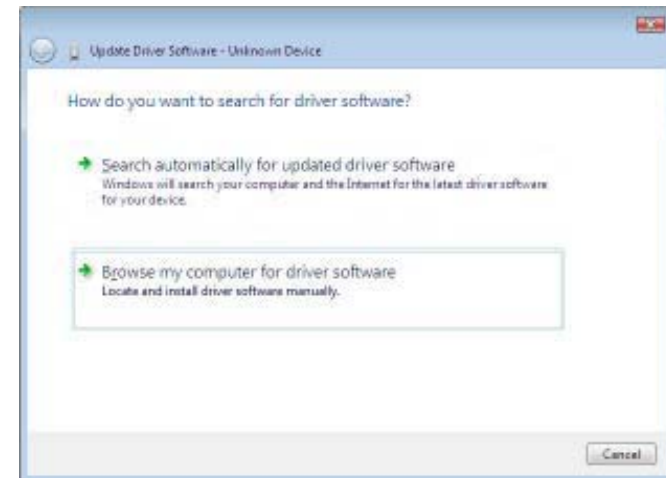 Update Driver Software - Unknown Device
How do you want to search for driver software?
Search automatically for updated driver software
Windows will search your computer and the Internet for the latest driver software
for your device.
Browse my computer for driver software
Locate and install driver software manually.
Cancel